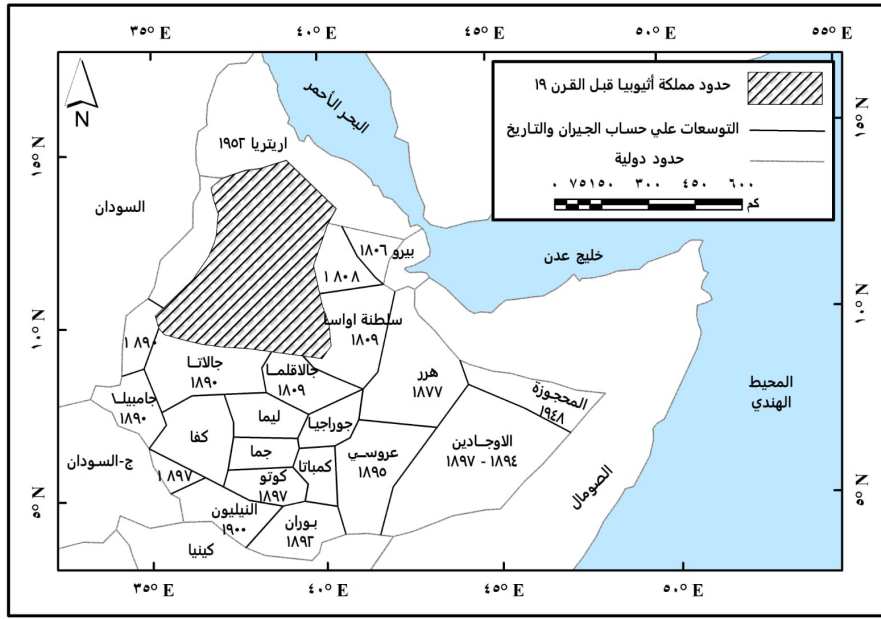 ٣٥° E
٤٠° E
٤٥° E
٥٠° E
٥٥° E
N
البحر الأحمر
حدود مملكة أثيوبيا قبل القرن ١٩
التوسعات علي حساب الجيران والتاريخ
حدود دولية
٠ ٧٥ ١٥٠ ٣٠٠ ٤٥٠ ٦٠٠
كم
١٥° N
١٥° N
اريتريا ١٩٥٢
السودان
بيرو ١٨٠٦
١٨٠٨
خليج عدن
سلطنة اواسا
١٨٠٩
١٠° N
١٠° N
١٨٩٠
جالاتا
١٨٩٠
جالاقلما
١٨٠٩
هرر
١٨٧٧
المحجوزة
١٩٤٨
المحيط
الهندي
جامبيلا
١٨٩٠
كفا
ليما
جوراجيا
جما
كمباتا
عروسي
١٨٩٥
الاوجادين
١٨٩٤ - ١٨٩٧
الصومال
ج-السودان
١٨٩٧
كوتو
١٨٩٧
٥° N
٥° N
النيليون
١٩٠٠
بوران
١٨٩٢
كينيا
٣٥° E
٤٠° E
٤٥° E
٥٠° E